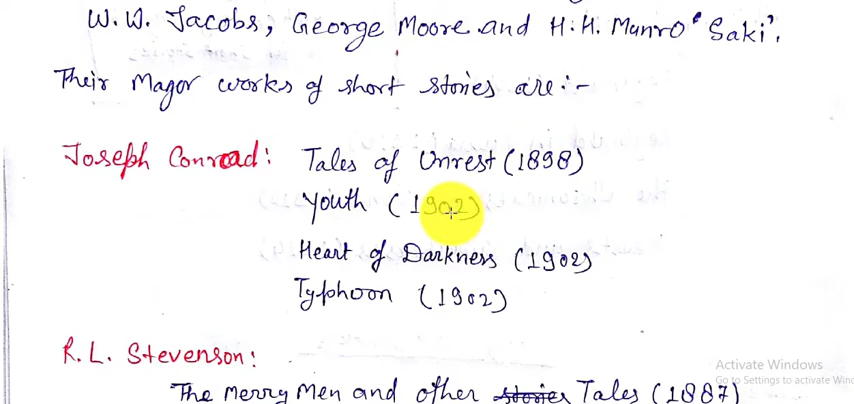 W. W. Jacobs, George Moore and H. H. Munro 'Saki'.
Their Magor works of short stories are :-
Joseph Conrad: Tales of Unrest (1898)
Youth (1902)
Heart of Darkness (1902)
Typhoon (1902)
R. L. Stevenson:
The Merry Men and other stories Tales (1887)
Activate Windows
Go to Settings to activate Wind